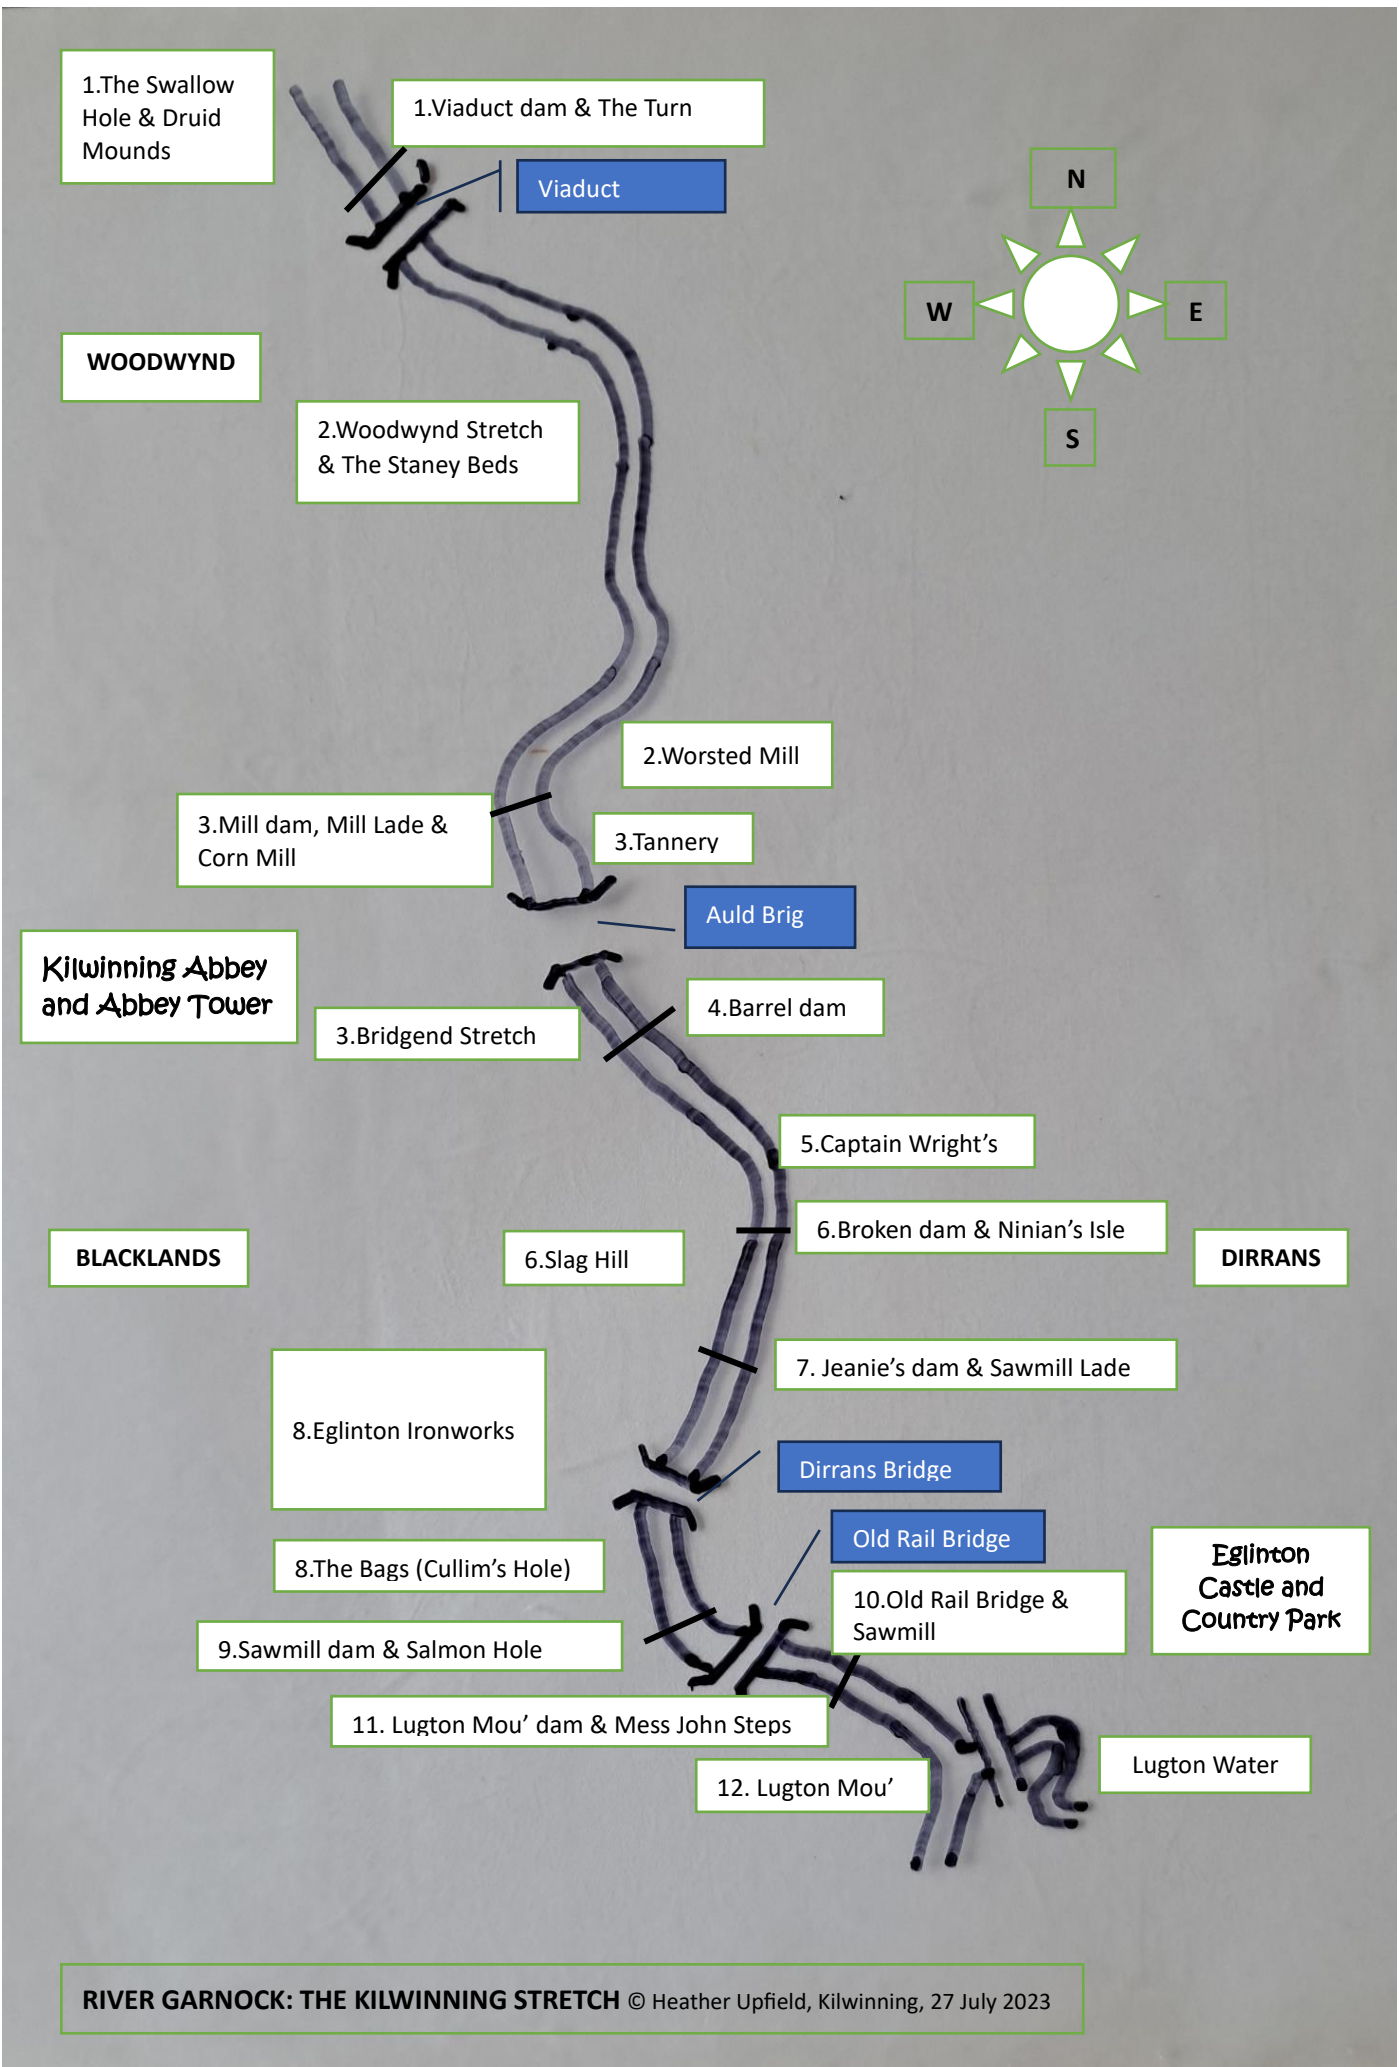 1.The Swallow
Hole & Druid
Mounds
1.Viaduct dam & The Turn
Viaduct
N
W
E
S
WOODWYND
2.Woodwynd Stretch
& The Staney Beds
2.Worsted Mill
3.Mill dam, Mill Lade &
Corn Mill
3.Tannery
Auld Brig
Kilwinning Abbey
and Abbey Tower
3.Bridgend Stretch
4.Barrel dam
5.Captain Wright’s
6.Broken dam & Ninian’s Isle
BLACKLANDS
6.Slag Hill
DIRRANS
7. Jeanie’s dam & Sawmill Lade
8.Eglinton Ironworks
Dirrans Bridge
Old Rail Bridge
8.The Bags (Cullim’s Hole)
Eglinton
Castle and
Country Park
10.Old Rail Bridge &
Sawmill
9.Sawmill dam & Salmon Hole
11. Lugton Mou’ dam & Mess John Steps
Lugton Water
12. Lugton Mou’
RIVER GARNOCK: THE KILWINNING STRETCH © Heather Upfield, Kilwinning, 27 July 2023